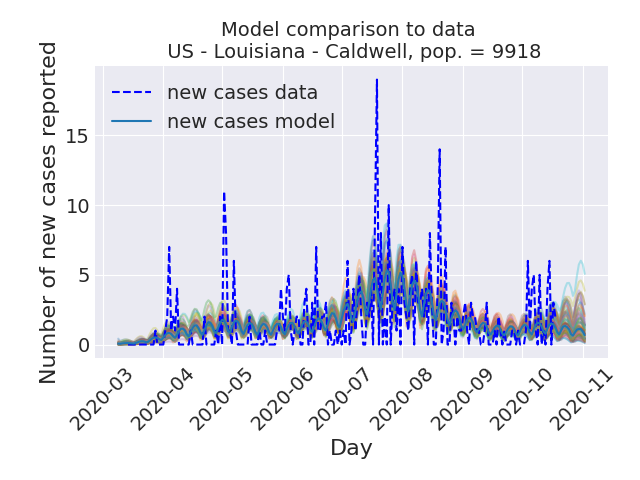 Model comparison to data
US - Louisiana - Caldwell, pop. = 9918
new cases data
new cases model
Number of new cases reported
15
10
5
0
2020-03
2020-04
2020-05
2020-06
2020-07
2020-08
2020-09
2020-10
2020-11
Day